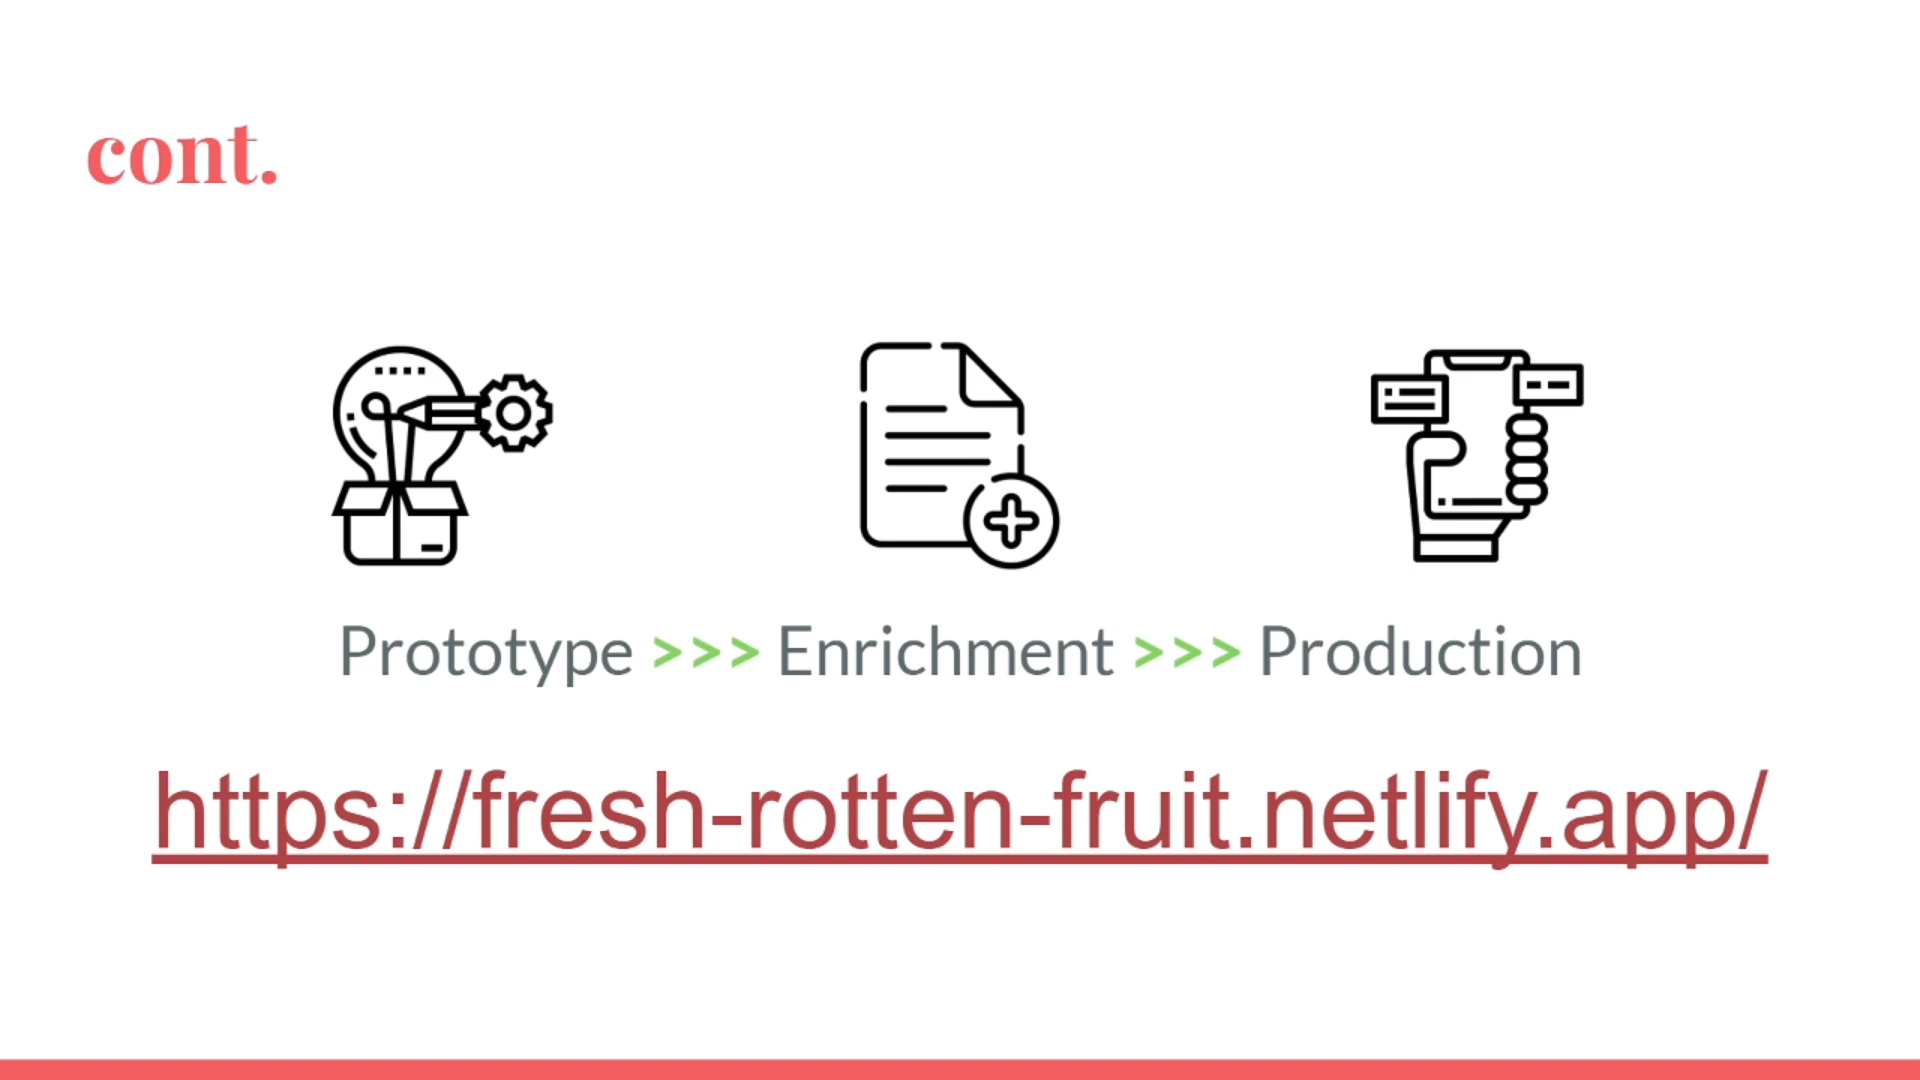 cont.
Prototype >>> Enrichment >>> Production
https://fresh-rotten-fruit.netlify.app/